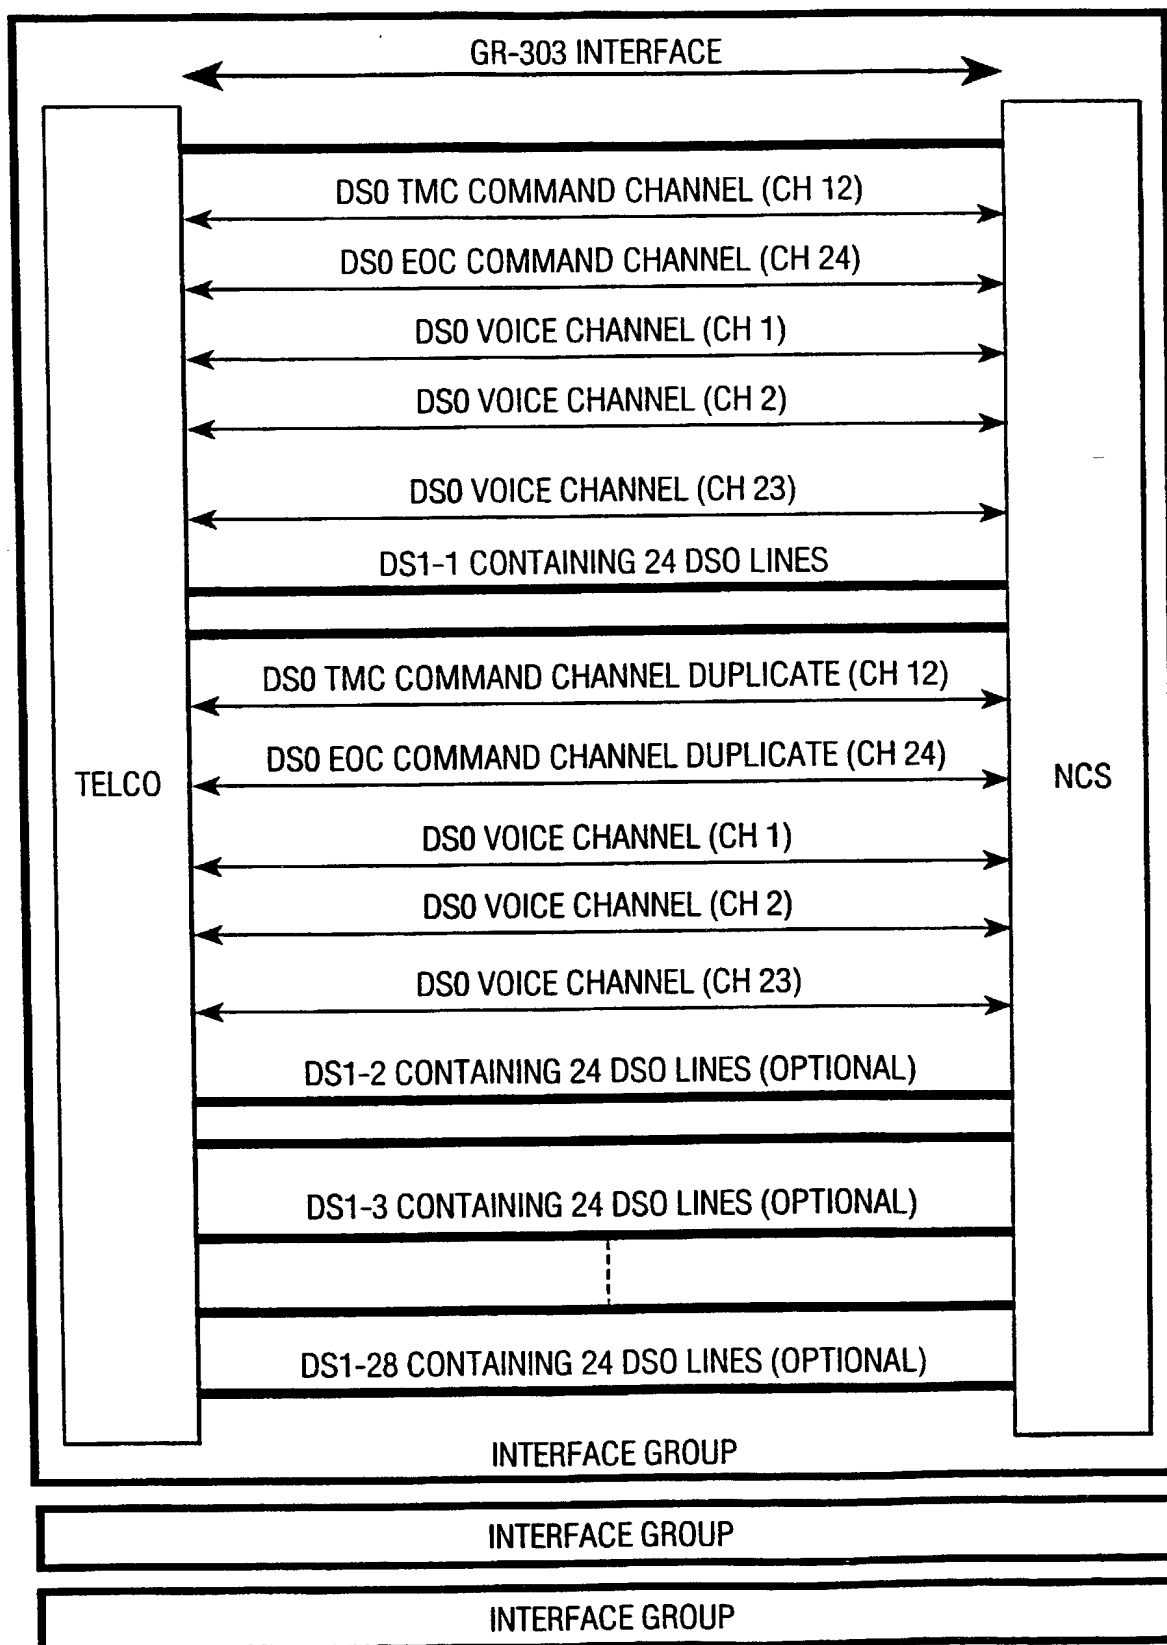 GR-303 INTERFACE
DS0 TMC COMMAND CHANNEL (CH 12)
DS0 EOC COMMAND CHANNEL (CH 24)
DS0 VOICE CHANNEL (CH 1)
DS0 VOICE CHANNEL (CH 2)
DS0 VOICE CHANNEL (CH 23)
DS1-1 CONTAINING 24 DSO LINES
DS0 TMC COMMAND CHANNEL DUPLICATE (CH 12)
DS0 EOC COMMAND CHANNEL DUPLICATE (CH 24)
TELCO
NCS
DS0 VOICE CHANNEL (CH 1)
DS0 VOICE CHANNEL (CH 2)
DS0 VOICE CHANNEL (CH 23)
DS1-2 CONTAINING 24 DSO LINES (OPTIONAL)
DS1-3 CONTAINING 24 DSO LINES (OPTIONAL)
DS1-28 CONTAINING 24 DSO LINES (OPTIONAL)
INTERFACE GROUP
INTERFACE GROUP
INTERFACE GROUP